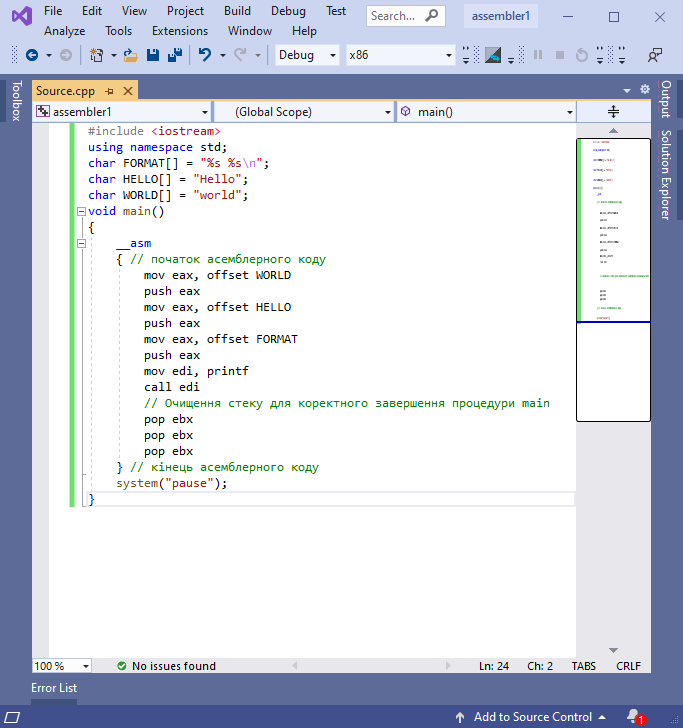 File Edit View Project Build Debug Test Search... assembler1
Analyze Tools Extensions Window Help
Debug x86
Toolbox
Source.cpp
assembler1 (Global Scope) main()
#include <iostream>
using namespace std;
char FORMAT[] = "%s %s\n";
char HELLO[] = "Hello";
char WORLD[] = "world";
void main()
{
__asm
{ // початок асемблерного коду
mov eax, offset WORLD
push eax
mov eax, offset HELLO
push eax
mov eax, offset FORMAT
push eax
mov edi, printf
call edi
// Очищення стеку для коректного завершення процедури main
pop ebx
pop ebx
pop ebx
} // кінець асемблерного коду
system("pause");
}
Output
Solution Explorer
100 % No issues found Ln: 24 Ch: 2 TABS CRLF
Error List
Add to Source Control 1